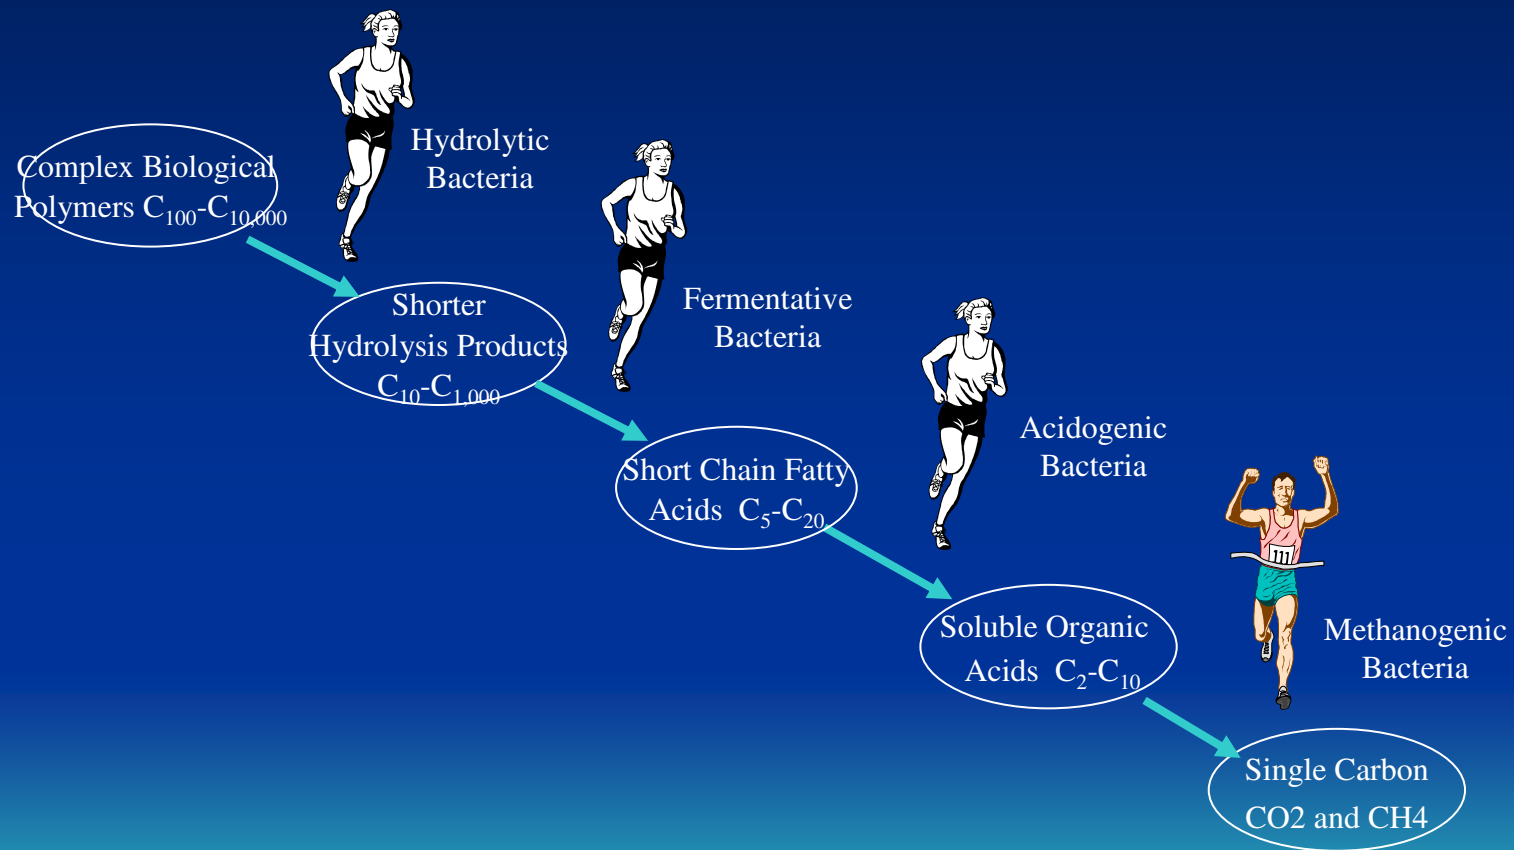 Complex Biological
Polymers C₁₀₀-C₁₀,₀₀₀
Hydrolytic
Bacteria
Shorter
Hydrolysis Products
C₁₀-C₁,₀₀₀
Fermentative
Bacteria
Short Chain Fatty
Acids C₅-C₂₀
Acidogenic
Bacteria
Soluble Organic
Acids C₂-C₁₀
111
Methanogenic
Bacteria
Single Carbon
CO2 and CH4